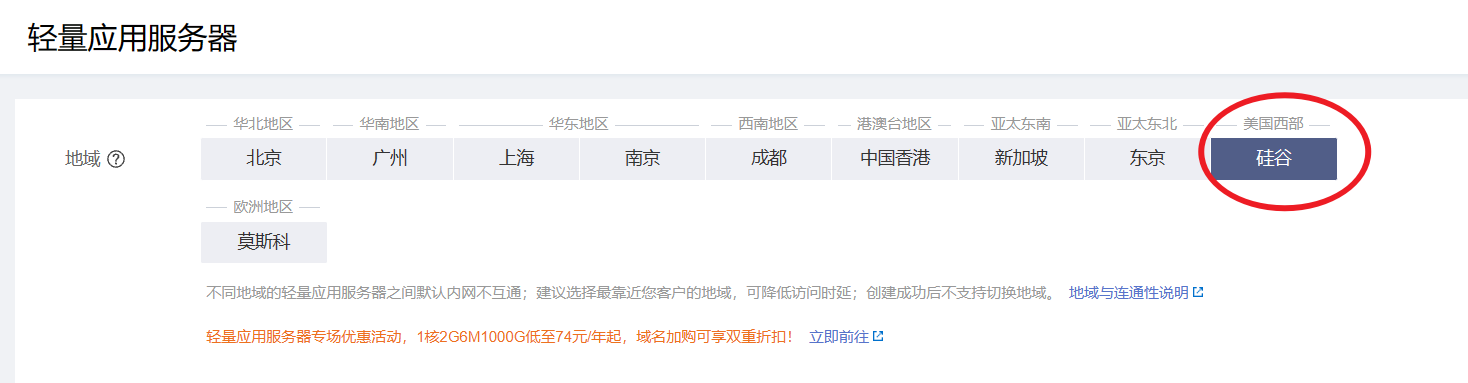 轻量应用服务器
华北地区 华南地区 华东地区 西南地区 港澳台地区 亚太东南 亚太东北 美国西部
地域 北京 广州 上海 南京 成都 中国香港 新加坡 东京 硅谷
欧洲地区
莫斯科
不同地域的轻量应用服务器之间默认内网不互通；建议选择最靠近您客户的地域，可降低访问时延；创建成功后不支持切换地域。 地域与连通性说明
轻量应用服务器专场优惠活动，1核2G6M1000G低至74元/年起，域名加购可享双重折扣！ 立即前往